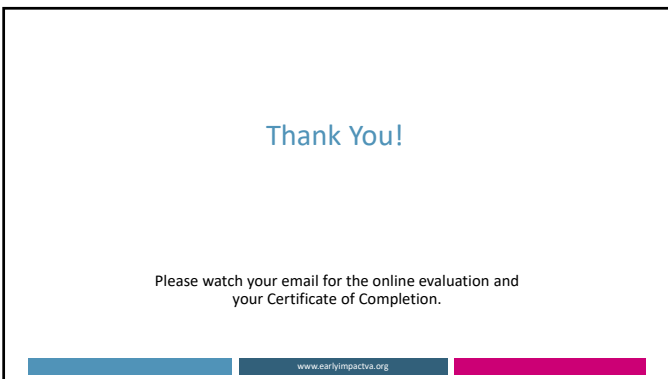 Thank You!
Please watch your email for the online evaluation and
your Certificate of Completion.
www.earlyimpactva.org